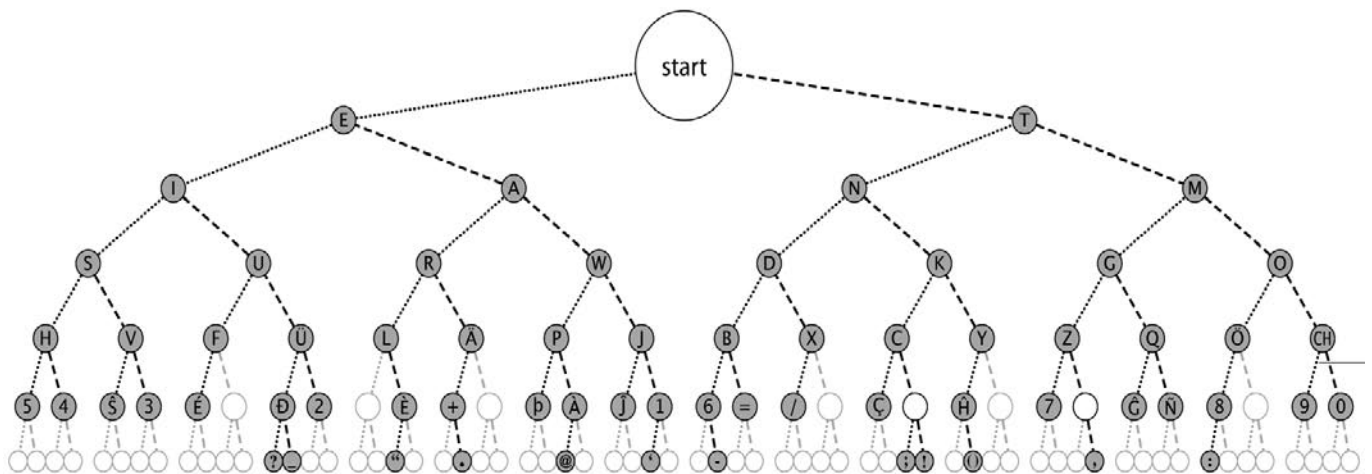 start
E T
I A N M
S U R W D K G O
H V F Ü L Ä P J B X C Y Z Q Ö CH
5 4 Ŝ 3 É Đ 2 È + þ À Ĵ 1 6 = / Ç Ĥ 7 Ĝ Ñ 8 9 0
? _ “ . @ ‘ - ; ! () , :